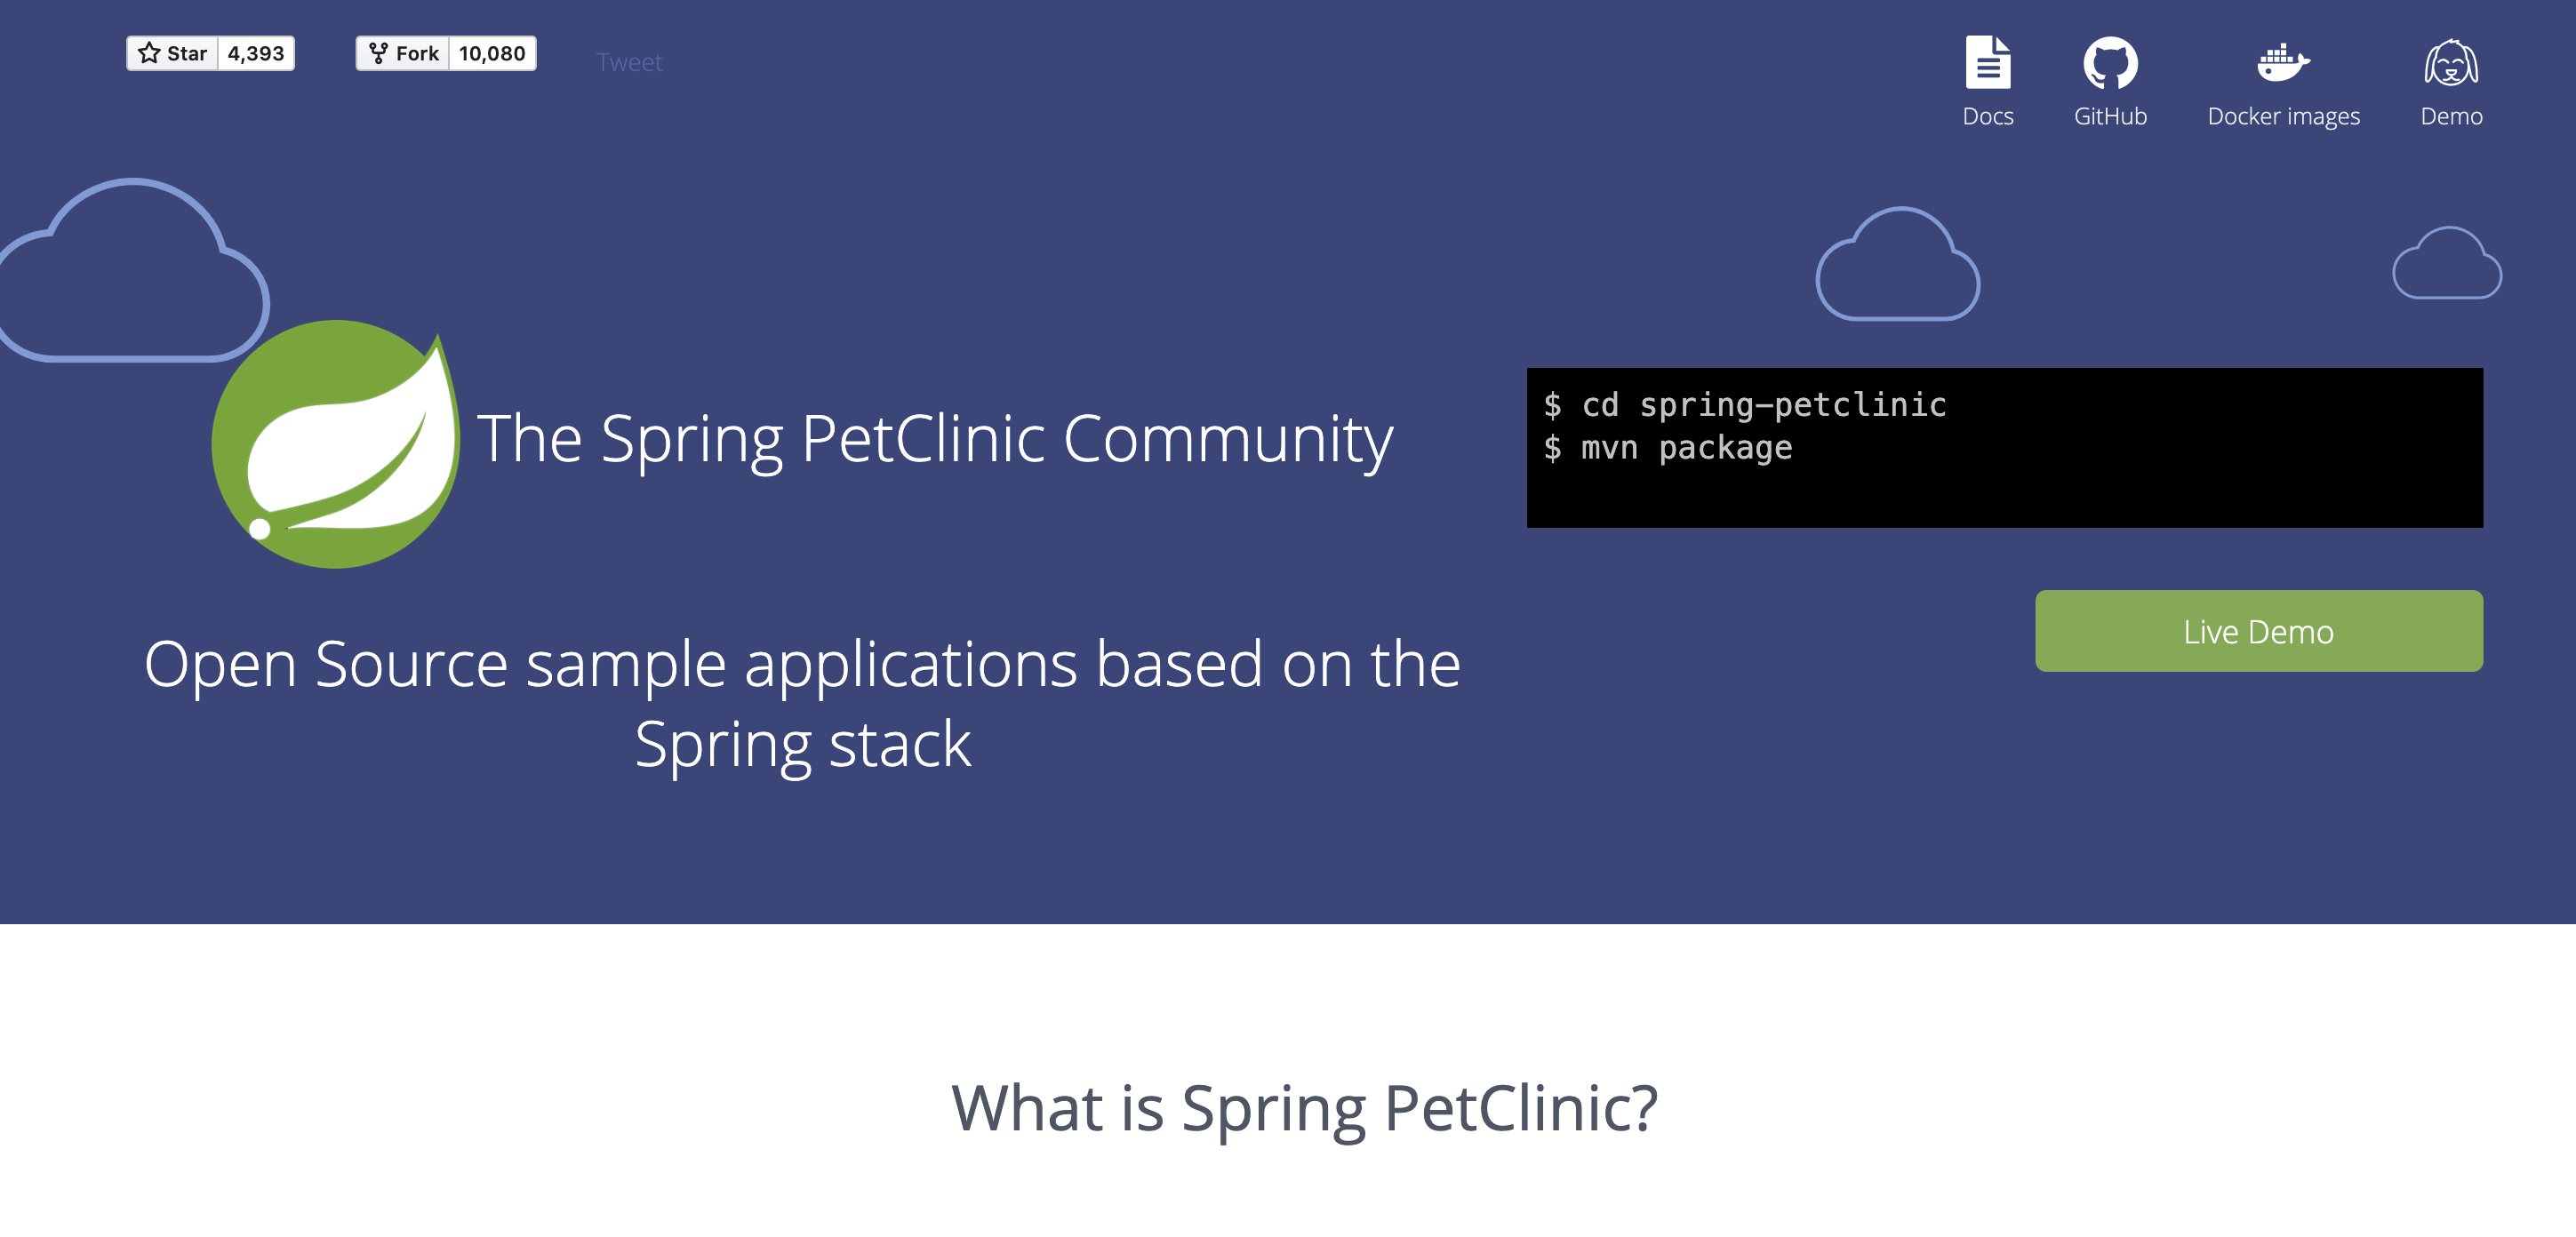 Star 4,393 Fork 10,080 Tweet
Docs GitHub Docker images Demo
The Spring PetClinic Community
$ cd spring-petclinic
$ mvn package
Live Demo
Open Source sample applications based on the
Spring stack
What is Spring PetClinic?